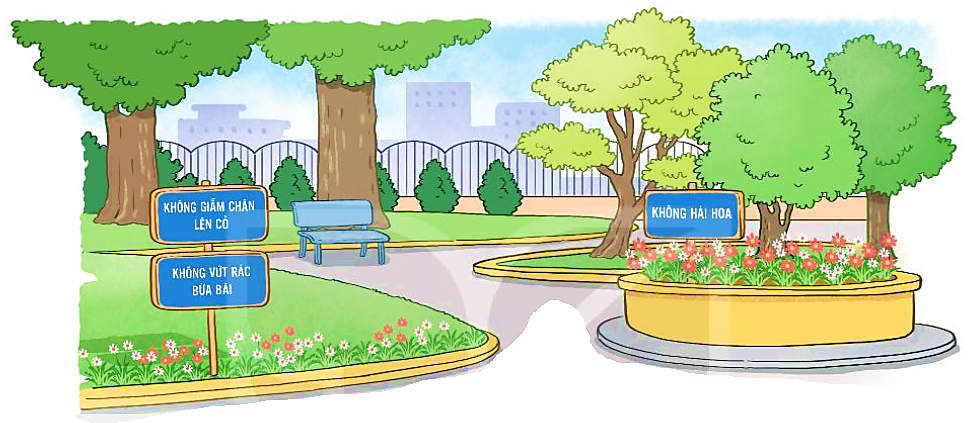 KHÔNG GIẪM CHÂN
LÊN CỎ
KHÔNG VỨT RÁC
BỪA BÃI
KHÔNG HÁI HOA